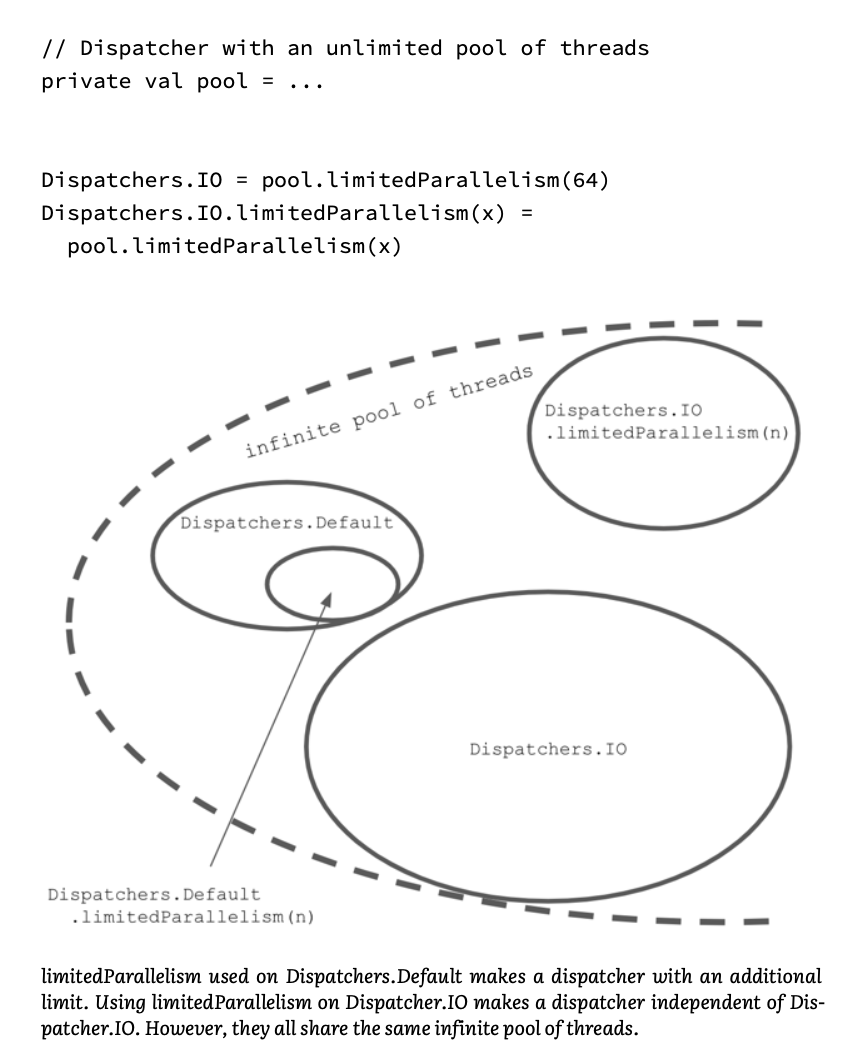 // Dispatcher with an unlimited pool of threads
private val pool = ...
Dispatchers.IO = pool.limitedParallelism(64)
Dispatchers.IO.limitedParallelism(x) =
pool.limitedParallelism(x)
infinite pool of threads
Dispatchers.IO
.limitedParallelism(n)
Dispatchers.Default
Dispatchers.IO
Dispatchers.Default
.limitedParallelism(n)
limitedParallelism used on Dispatchers.Default makes a dispatcher with an additional
limit. Using limitedParallelism on Dispatcher.IO makes a dispatcher independent of Dis-
patcher.IO. However, they all share the same infinite pool of threads.